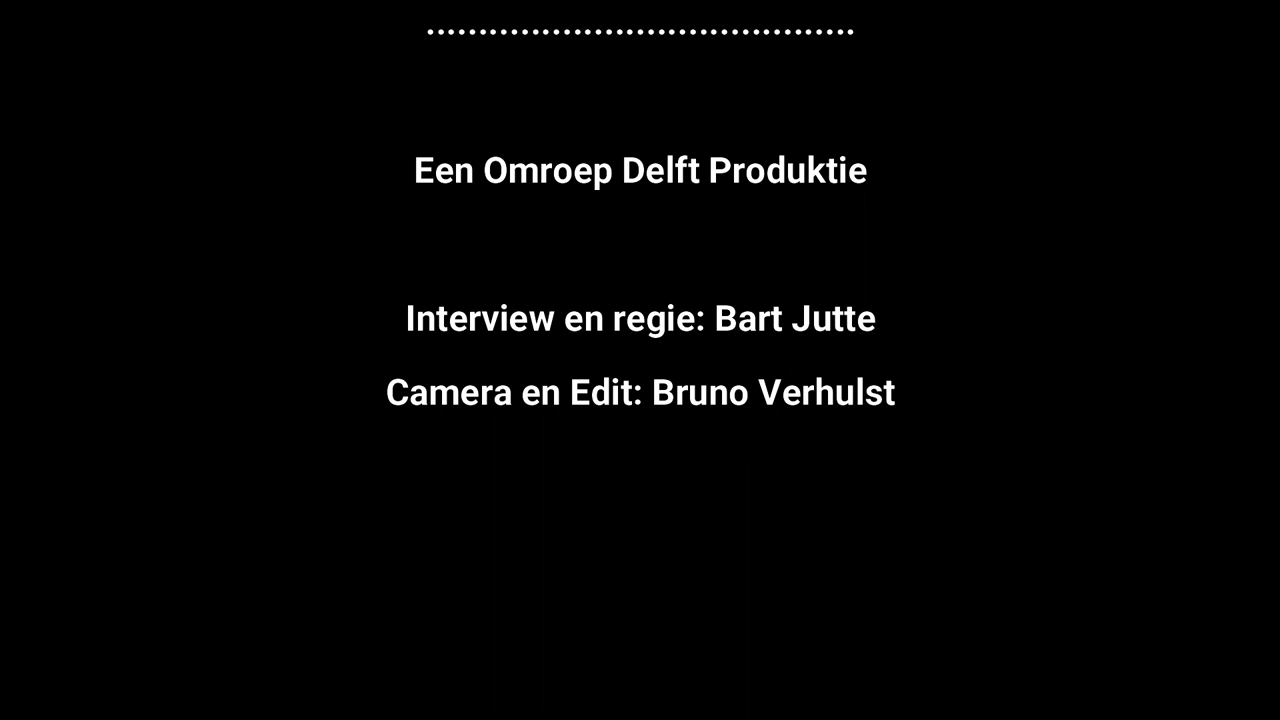 ....................................
Een Omroep Delft Produktie
Interview en regie: Bart Jutte
Camera en Edit: Bruno Verhulst